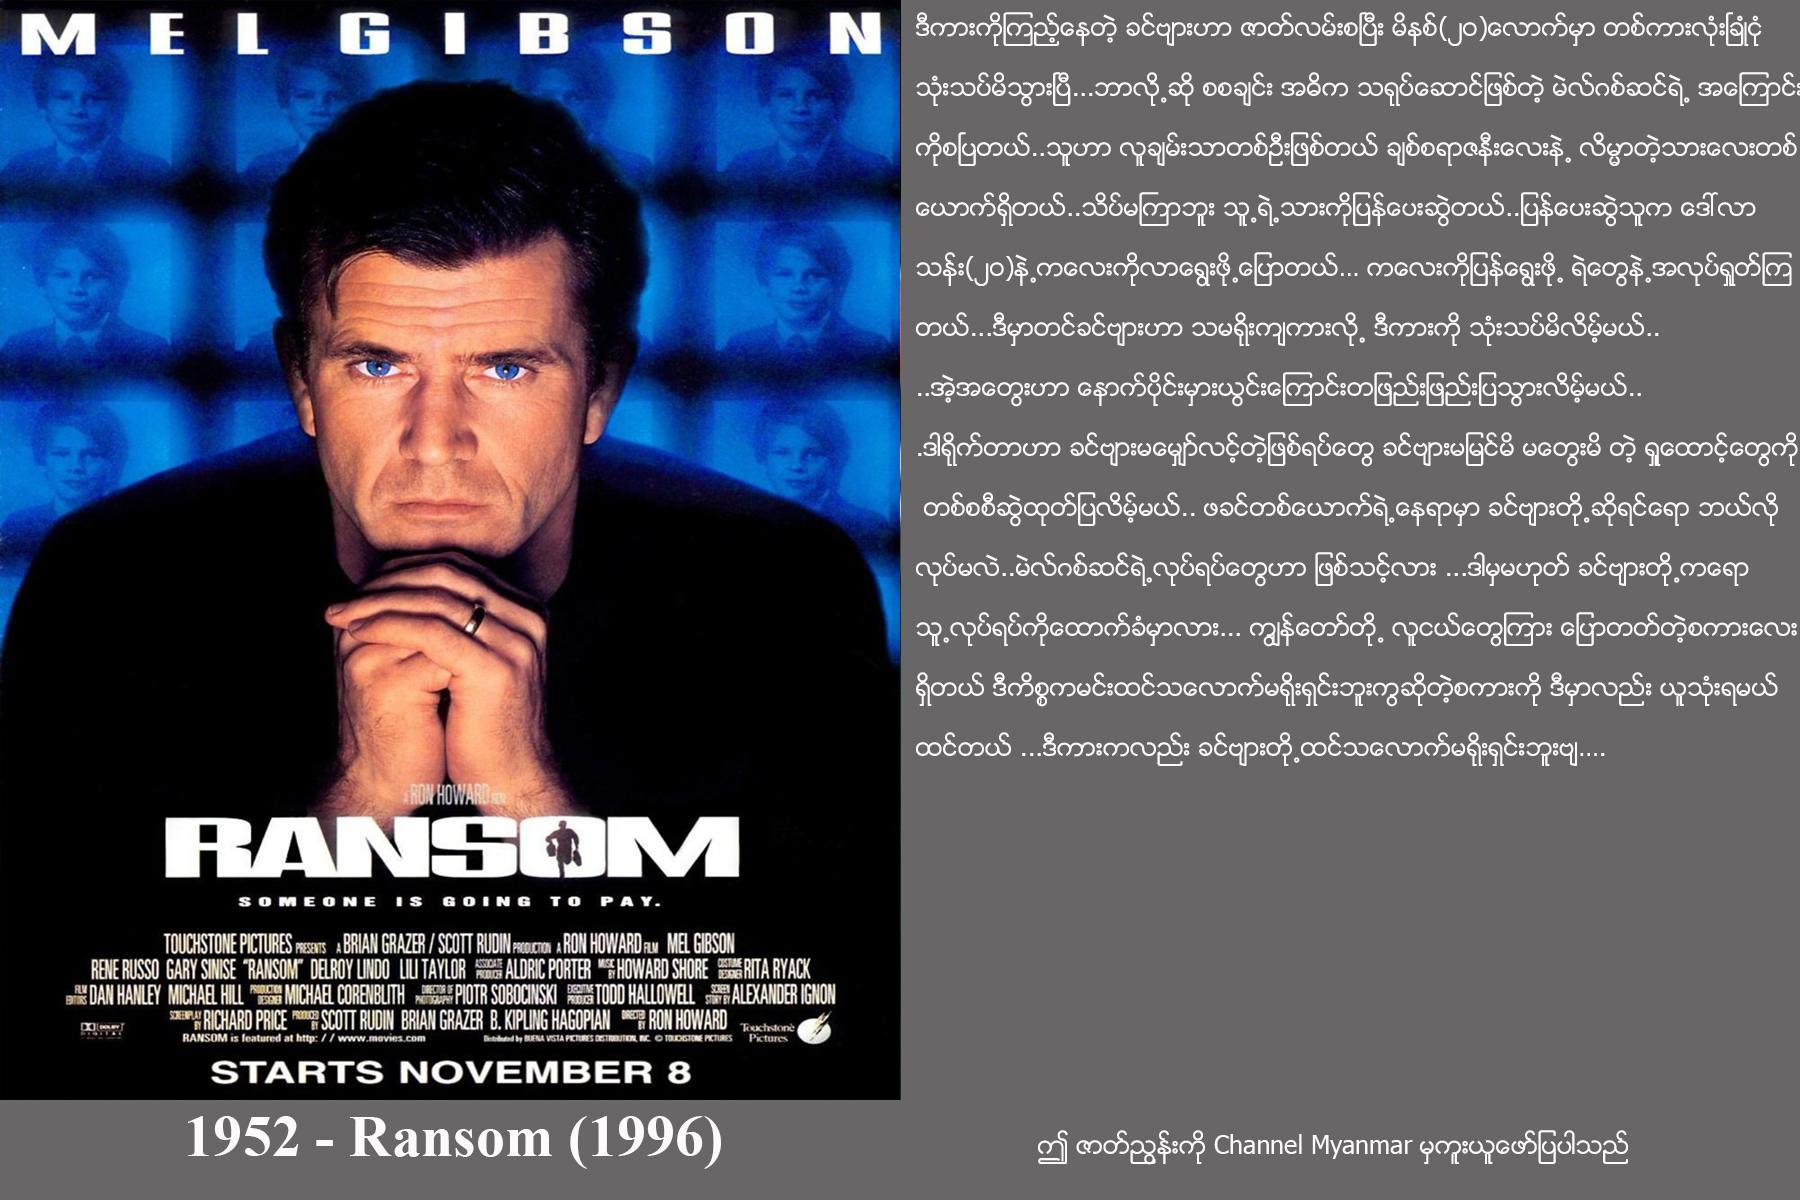 MEL GIBSON
A RON HOWARD FILM
RANSOM
SOMEONE IS GOING TO PAY.
TOUCHSTONE PICTURES PRESENTS A BRIAN GRAZER / SCOTT RUDIN PRODUCTION A RON HOWARD FILM MEL GIBSON
RENE RUSSO GARY SINISE "RANSOM" DELROY LINDO LILI TAYLOR ASSOCIATE PRODUCER ALDRIC PORTER MUSIC BY HOWARD SHORE COSTUME DESIGNER RITA RYACK
FILM EDITORS DAN HANLEY MICHAEL HILL PRODUCTION DESIGNER MICHAEL CORENBLITH DIRECTOR OF PHOTOGRAPHY PIOTR SOBOCINSKI EXECUTIVE PRODUCER TODD HALLOWELL SCREEN STORY BY ALEXANDER IGNON
SCREENPLAY BY RICHARD PRICE PRODUCED BY SCOTT RUDIN BRIAN GRAZER B. KIPLING HAGOPIAN DIRECTED BY RON HOWARD
DOLBY DIGITAL
Touchstone Pictures
RANSOM is featured at http: / / www.movies.com Distributed by BUENA VISTA PICTURES DISTRIBUTION, INC. © TOUCHSTONE PICTURES
STARTS NOVEMBER 8
1952 - Ransom (1996)
ဒီကားကိုကြည့်နေတဲ့ ခင်ဗျားဟာ ဇာတ်လမ်းစပြီး မိနစ်(၂၀)လောက်မှာ တစ်ကားလုံးခြုံငုံ
သုံးသပ်မိသွားပြီ...ဘာလို့ဆို စစချင်း အဓိက သရုပ်ဆောင်ဖြစ်တဲ့ မဲလ်ဂစ်ဆင်ရဲ့ အကြောင်း
ကိုစပြတယ်..သူဟာ လူချမ်းသာတစ်ဦးဖြစ်တယ် ချစ်စရာဇနီးလေးနဲ့ လိမ္မာတဲ့သားလေးတစ်
ယောက်ရှိတယ်..သိပ်မကြာဘူး သူ့ရဲ့သားကိုပြန်ပေးဆွဲတယ်..ပြန်ပေးဆွဲသူက ဒေါ်လာ
သန်း(၂၀)နဲ့ကလေးကိုလာရွေးဖို့ပြောတယ်... ကလေးကိုပြန်ရွေးဖို့ ရဲတွေနဲ့အလုပ်ရှုတ်ကြ
တယ်...ဒီမှာတင်ခင်ဗျားဟာ သမရိုးကျကားလို့ ဒီကားကို သုံးသပ်မိလိမ့်မယ်..
..အဲ့အတွေးဟာ နောက်ပိုင်းမှားယွင်းကြောင်းတဖြည်းဖြည်းပြသွားလိမ့်မယ်..
.ဒါရိုက်တာဟာ ခင်ဗျားမမျှော်လင့်တဲ့ဖြစ်ရပ်တွေ ခင်ဗျားမမြင်မိ မတွေးမိ တဲ့ ရှုထောင့်တွေကို
တစ်စစီဆွဲထုတ်ပြလိမ့်မယ်.. ဖခင်တစ်ယောက်ရဲ့နေရာမှာ ခင်ဗျားတို့ဆိုရင်ရော ဘယ်လို
လုပ်မလဲ..မဲလ်ဂစ်ဆင်ရဲ့လုပ်ရပ်တွေဟာ ဖြစ်သင့်လား ...ဒါမှမဟုတ် ခင်ဗျားတို့ကရော
သူ့လုပ်ရပ်ကိုထောက်ခံမှာလား... ကျွန်တော်တို့ လူငယ်တွေကြား ပြောတတ်တဲ့စကားလေး
ရှိတယ် ဒီကိစ္စကမင်းထင်သလောက်မရိုးရှင်းဘူးကွဆိုတဲ့စကားကို ဒီမှာလည်း ယူသုံးရမယ်
ထင်တယ် ...ဒီကားကလည်း ခင်ဗျားတို့ထင်သလောက်မရိုးရှင်းဘူးဗျ....
ဤ ဇာတ်ညွှန်းကို Channel Myanmar မှကူးယူဖော်ပြပါသည်